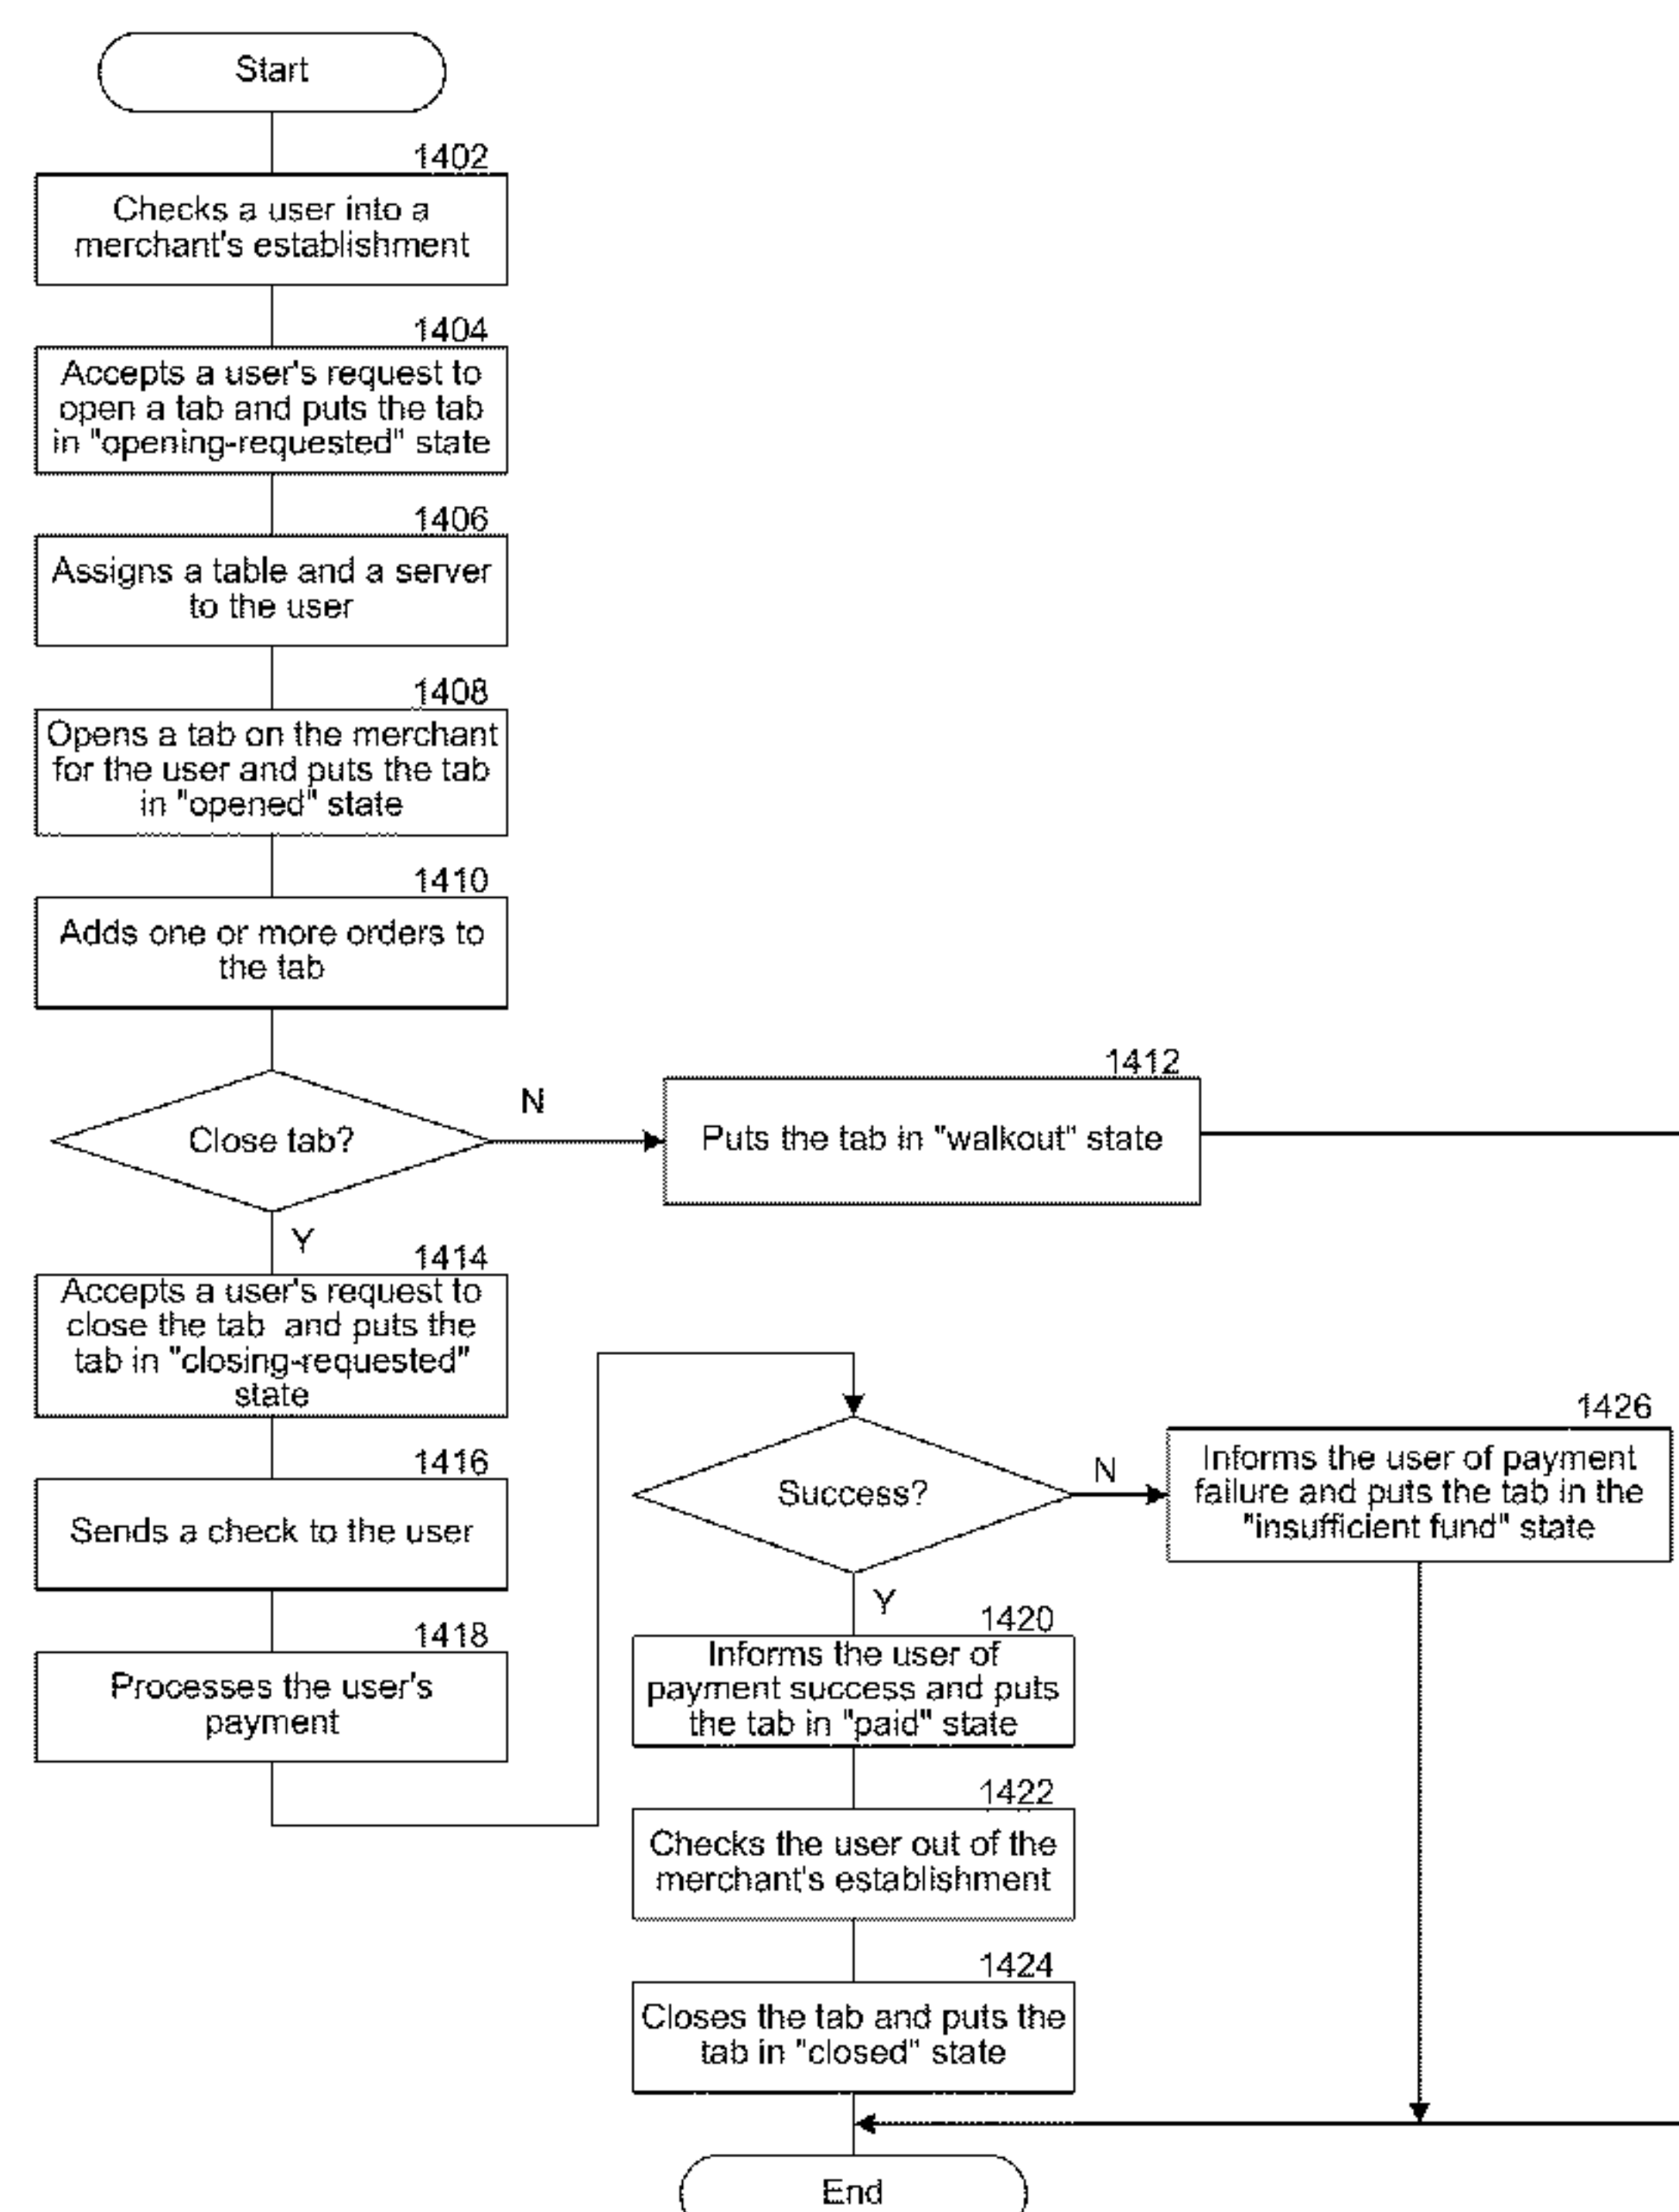 Start
1402
Checks a user into a
merchant's establishment
1404
Accepts a user's request to
open a tab and puts the tab
in "opening-requested" state
1406
Assigns a table and a server
to the user
1408
Opens a tab on the merchant
for the user and puts the tab
in "opened" state
1410
Adds one or more orders to
the tab
Close tab?
N
1412
Puts the tab in "walkout" state
Y
1414
Accepts a user's request to
close the tab and puts the
tab in "closing-requested"
state
1416
Sends a check to the user
1418
Processes the user's
payment
Success?
N
1426
Informs the user of payment
failure and puts the tab in the
"insufficient fund" state
Y
1420
Informs the user of
payment success and puts
the tab in "paid" state
1422
Checks the user out of the
merchant's establishment
1424
Closes the tab and puts the
tab in "closed" state
End